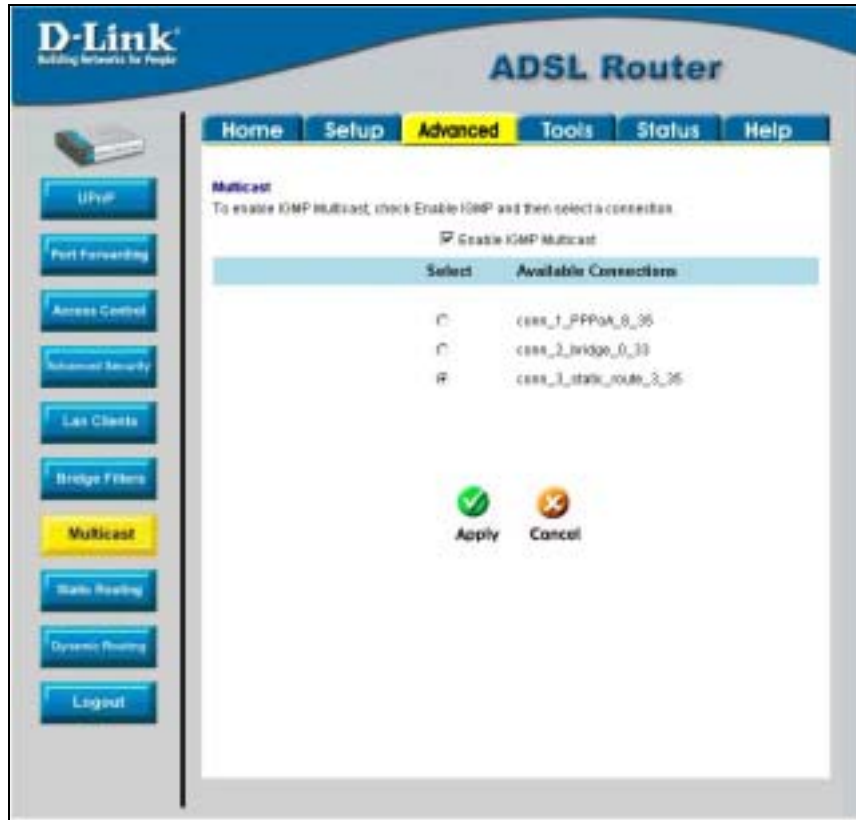 D-Link
Building Networks for People
ADSL Router
Home Setup Advanced Tools Status Help
UPnP
Port Forwarding
Access Control
Advanced Security
Lan Clients
Bridge Filters
Multicast
Static Routing
Dynamic Routing
Logout
Multicast
To enable IGMP Multicast, check Enable IGMP and then select a connection.
Enable IGMP Multicast
Select Available Connections
conn_1_PPPoA_8_35
conn_2_bridge_0_33
conn_3_static_route_3_35
Apply Cancel